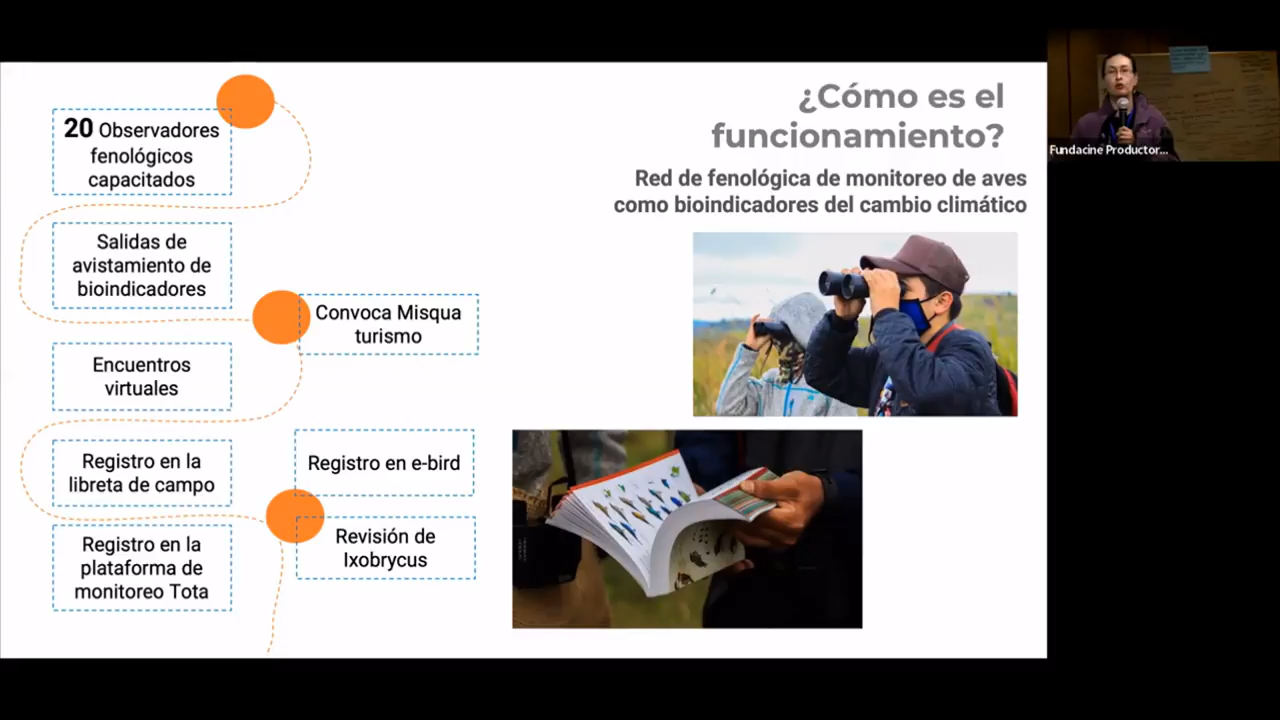 ¿Cómo es el
funcionamiento?
Red de fenológica de monitoreo de aves
como bioindicadores del cambio climático
20 Observadores
fenológicos
capacitados
Salidas de
avistamiento de
bioindicadores
Convoca Misqua
turismo
Encuentros
virtuales
Registro en la
libreta de campo
Registro en e-bird
Registro en la
plataforma de
monitoreo Tota
Revisión de
Ixobrycus
Fundacine Productor...